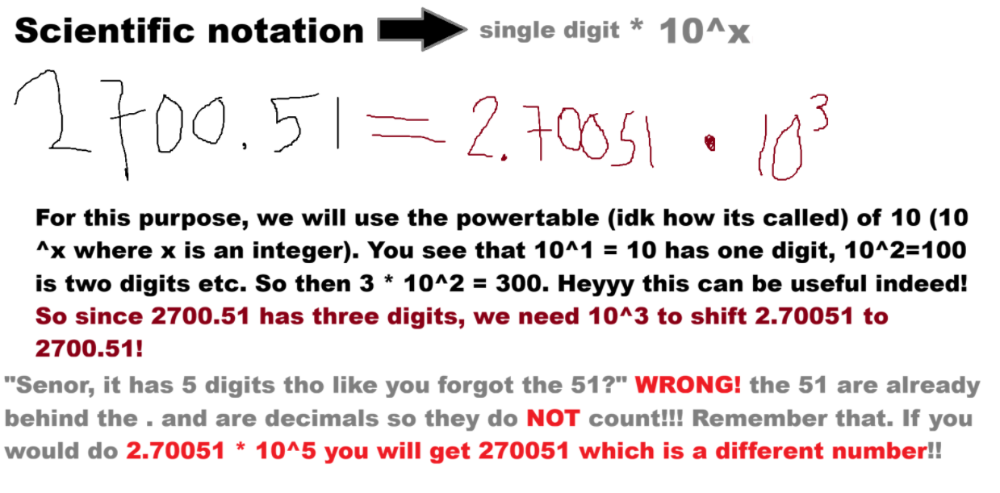 Scientific notation single digit * 10^x
2700.51 = 2.70051 · 10³
For this purpose, we will use the powertable (idk how its called) of 10 (10
^x where x is an integer). You see that 10^1 = 10 has one digit, 10^2=100
is two digits etc. So then 3 * 10^2 = 300. Heyyy this can be useful indeed!
So since 2700.51 has three digits, we need 10^3 to shift 2.70051 to
2700.51!
"Senor, it has 5 digits tho like you forgot the 51?" WRONG! the 51 are already
behind the . and are decimals so they do NOT count!!! Remember that. If you
would do 2.70051 * 10^5 you will get 270051 which is a different number!!